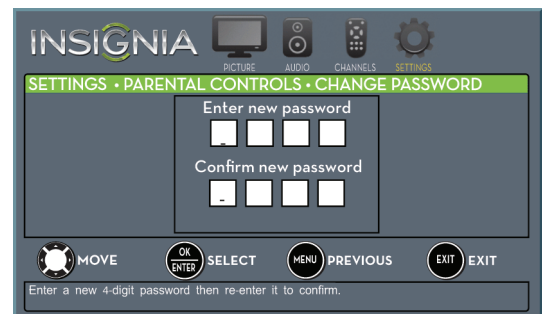 INSIGNIA
PICTURE AUDIO CHANNELS SETTINGS
SETTINGS • PARENTAL CONTROLS • CHANGE PASSWORD
Enter new password
_
Confirm new password
-
MOVE OK ENTER SELECT MENU PREVIOUS EXIT EXIT
Enter a new 4-digit password then re-enter it to confirm.